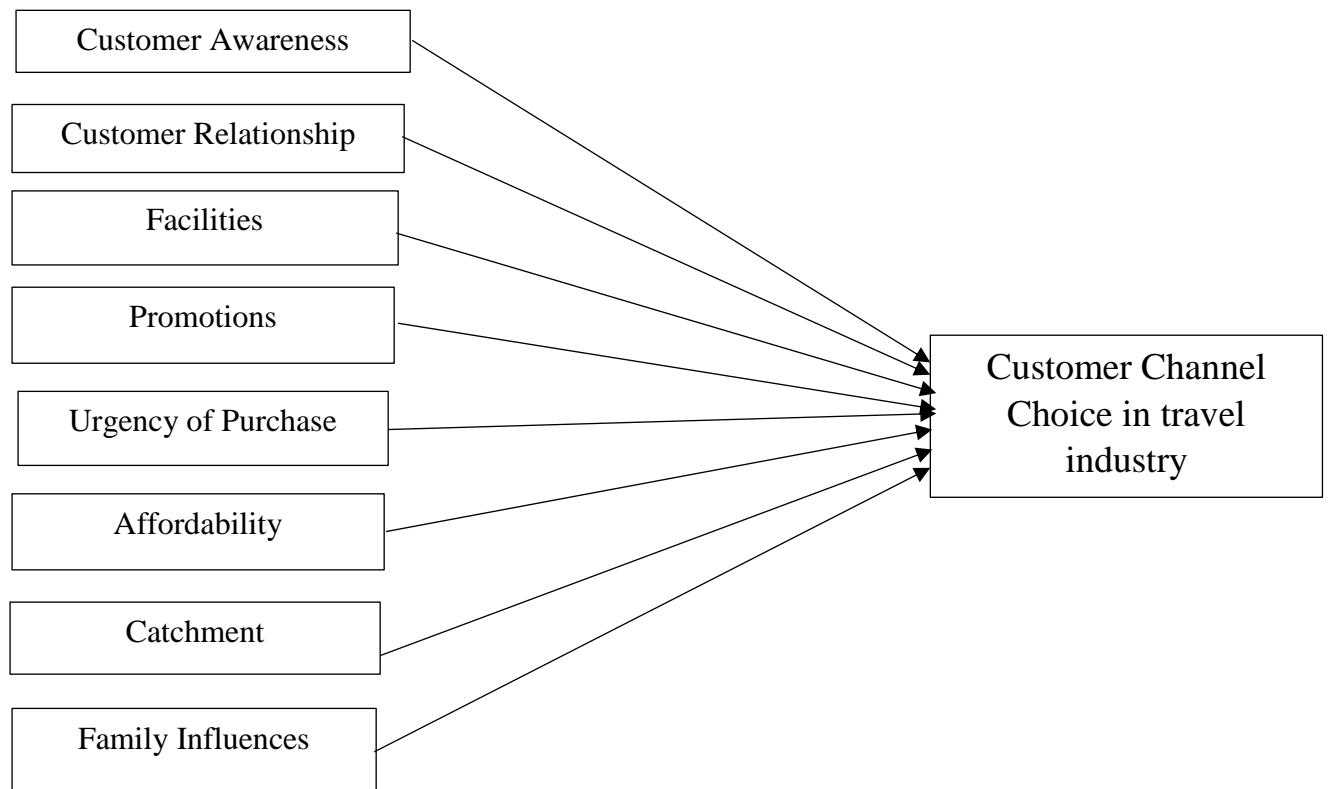 Customer Awareness
Customer Relationship
Facilities
Promotions
Urgency of Purchase
Affordability
Catchment
Family Influences
Customer Channel
Choice in travel
industry